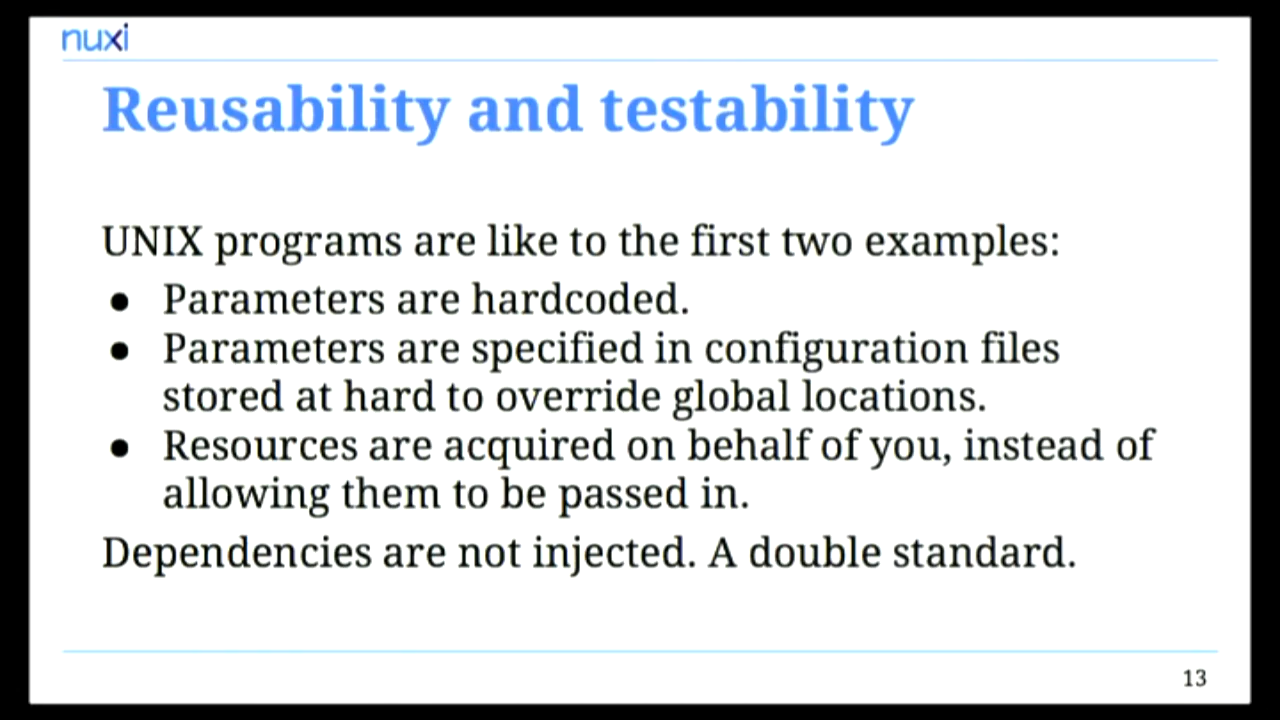 nuxi
Reusability and testability
UNIX programs are like to the first two examples:
● Parameters are hardcoded.
● Parameters are specified in configuration files
stored at hard to override global locations.
● Resources are acquired on behalf of you, instead of
allowing them to be passed in.
Dependencies are not injected. A double standard.
13